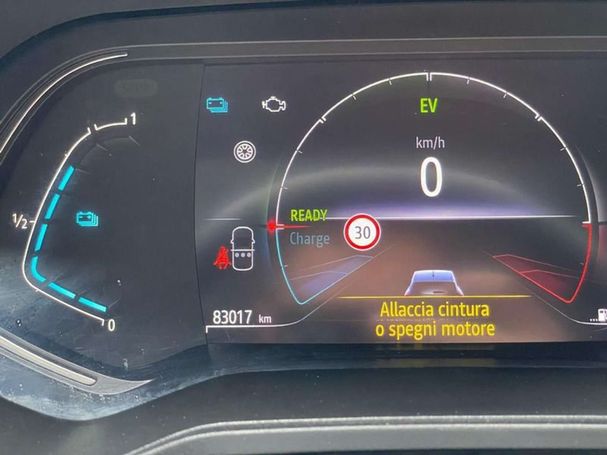 1
1/2
0
EV
km/h
0
READY
Charge
30
83017 km
Allaccia cintura
o spegni motore